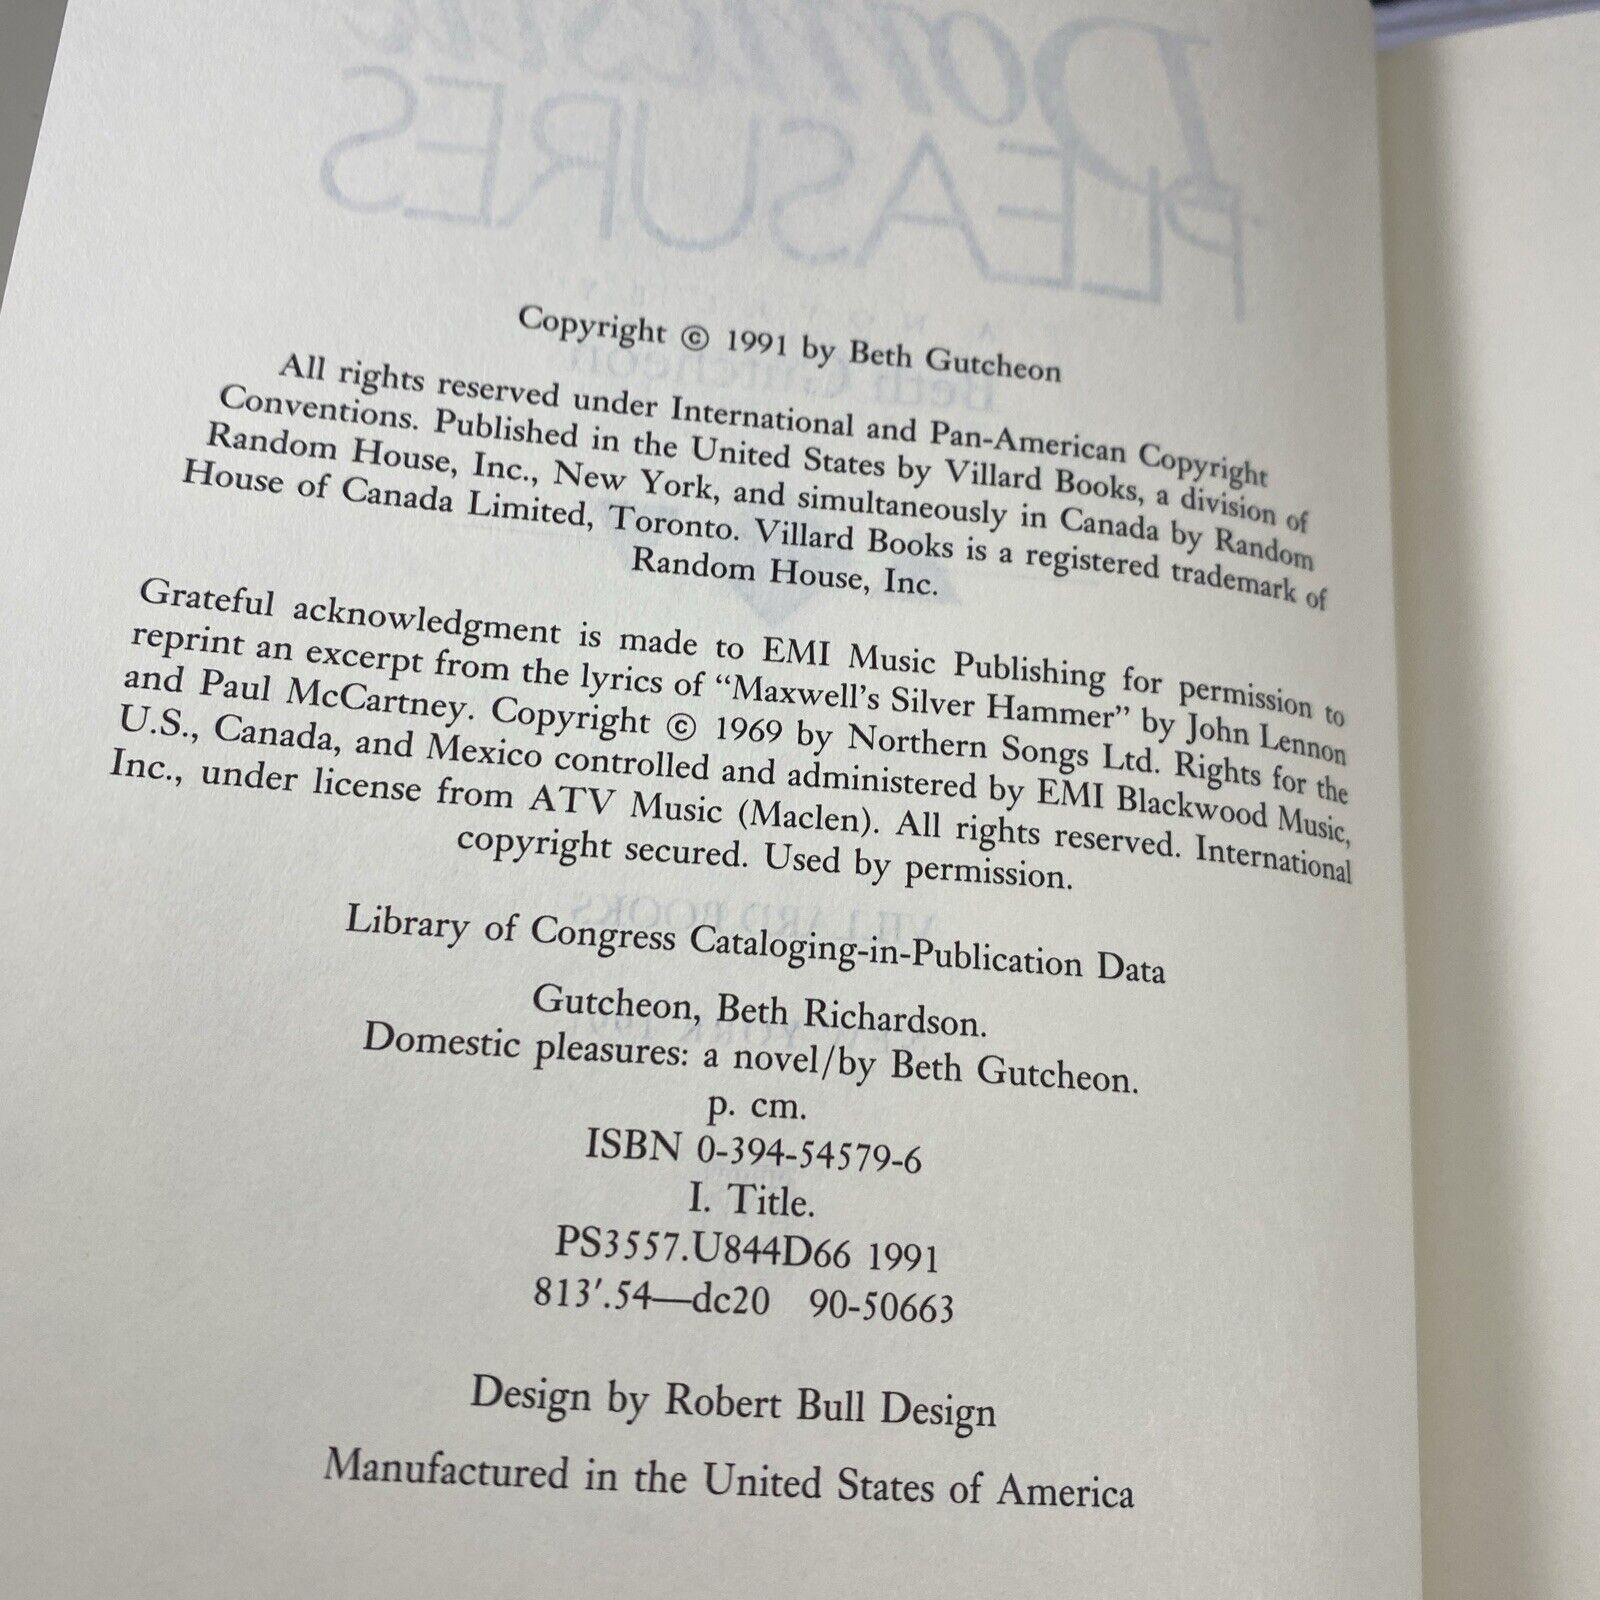 Domestic
PLEASURES
Copyright © 1991 by Beth Gutcheon
All rights reserved under International and Pan-American Copyright
Conventions. Published in the United States by Villard Books, a division of
Random House, Inc., New York, and simultaneously in Canada by Random
House of Canada Limited, Toronto. Villard Books is a registered trademark of
Random House, Inc.
Grateful acknowledgment is made to EMI Music Publishing for permission to
reprint an excerpt from the lyrics of “Maxwell’s Silver Hammer” by John Lennon
and Paul McCartney. Copyright © 1969 by Northern Songs Ltd. Rights for the
U.S., Canada, and Mexico controlled and administered by EMI Blackwood Music,
Inc., under license from ATV Music (Maclen). All rights reserved. International
copyright secured. Used by permission.
VILLARD BOOKS
Library of Congress Cataloging-in-Publication Data
Gutcheon, Beth Richardson.
Domestic pleasures: a novel/by Beth Gutcheon.
p. cm.
ISBN 0-394-54579-6
I. Title.
PS3557.U844D66 1991
813′.54—dc20 90-50663
Design by Robert Bull Design
Manufactured in the United States of America